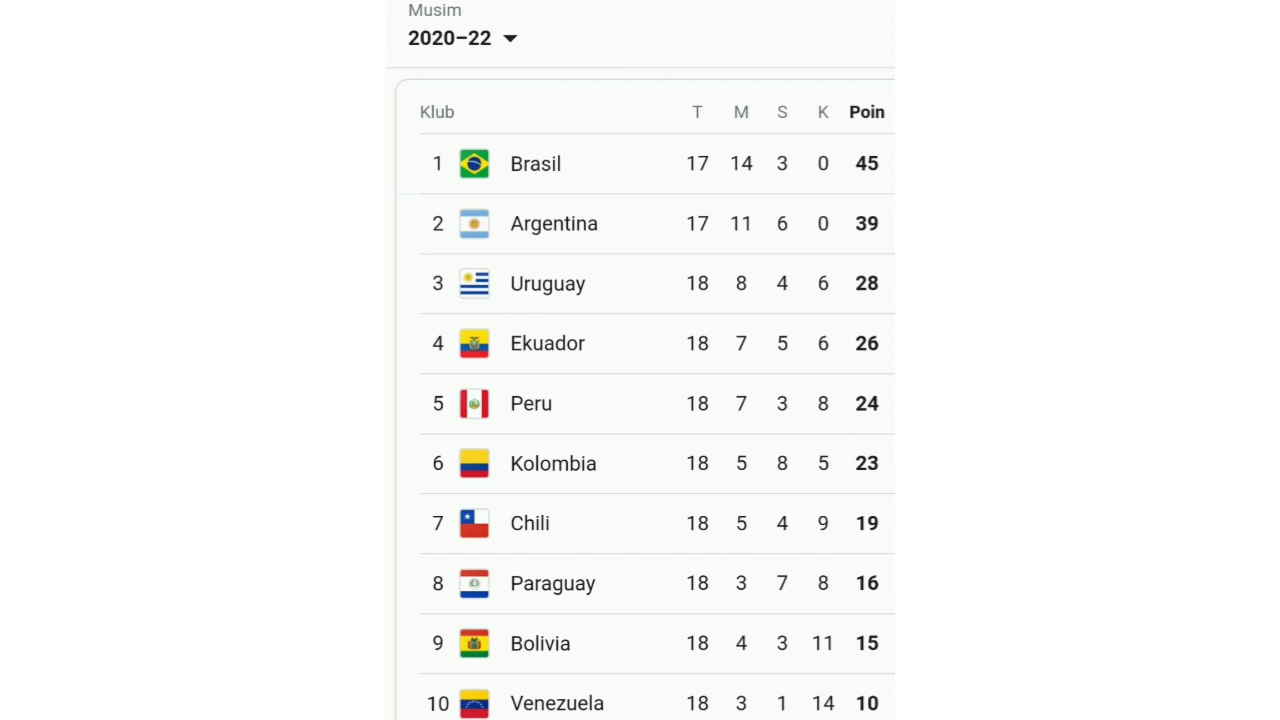 Musim
2020–22
Klub T M S K Poin
1 Brasil 17 14 3 0 45
2 Argentina 17 11 6 0 39
3 Uruguay 18 8 4 6 28
4 Ekuador 18 7 5 6 26
5 Peru 18 7 3 8 24
6 Kolombia 18 5 8 5 23
7 Chili 18 5 4 9 19
8 Paraguay 18 3 7 8 16
9 Bolivia 18 4 3 11 15
10 Venezuela 18 3 1 14 10